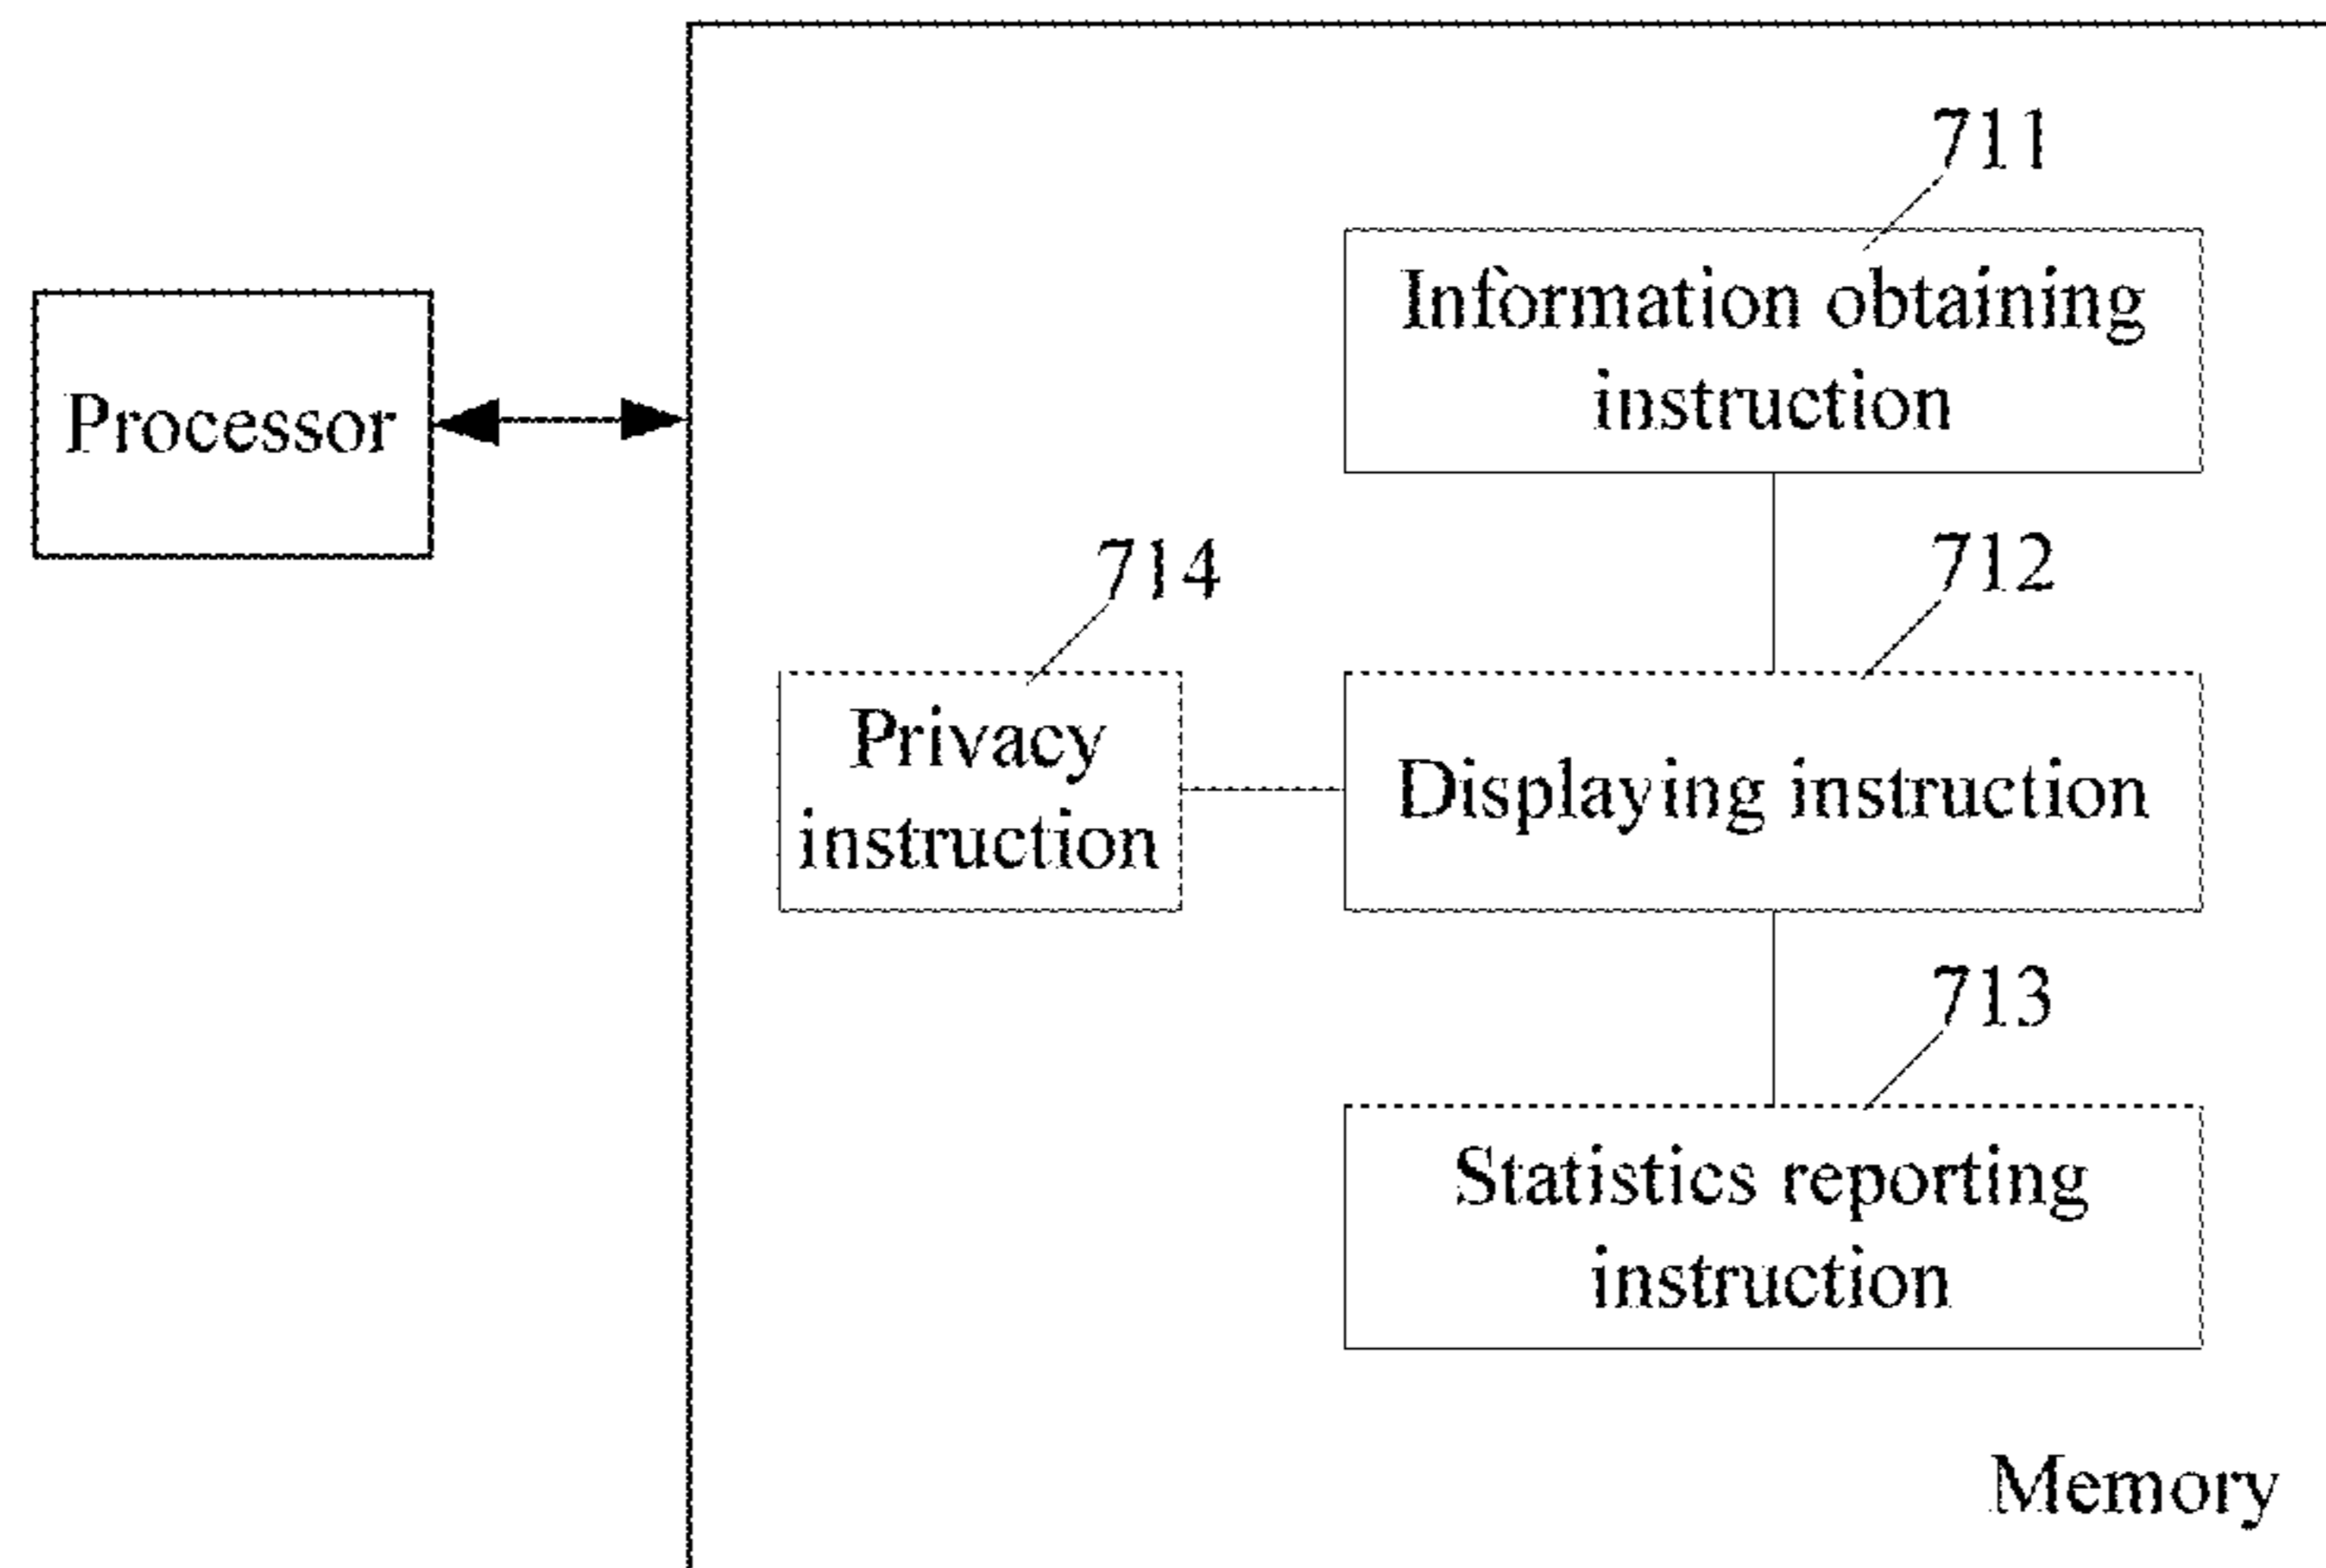 711
Information obtaining
instruction
Processor
714
712
Privacy
instruction
Displaying instruction
713
Statistics reporting
instruction
Memory